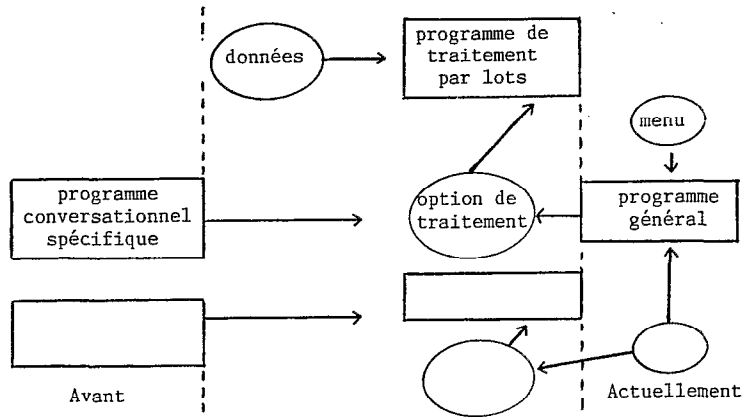 données
programme de
traitement
par lots
menu
programme
conversationnel
spécifique
option de
traitement
programme
général
Avant
Actuellement